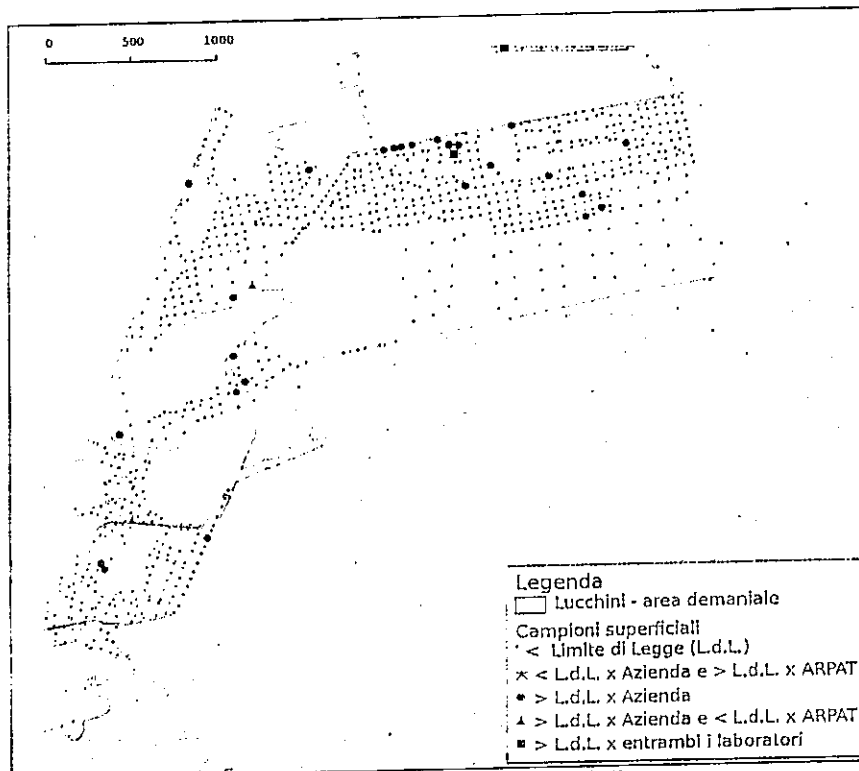 0 500 1000
Legenda
Lucchini - area demaniale
Campioni superficiali
< Limite di Legge (L.d.L.)
< L.d.L. x Azienda e > L.d.L. x ARPAT
> L.d.L. x Azienda
> L.d.L. x Azienda e < L.d.L. x ARPAT
> L.d.L. x entrambi i laboratori